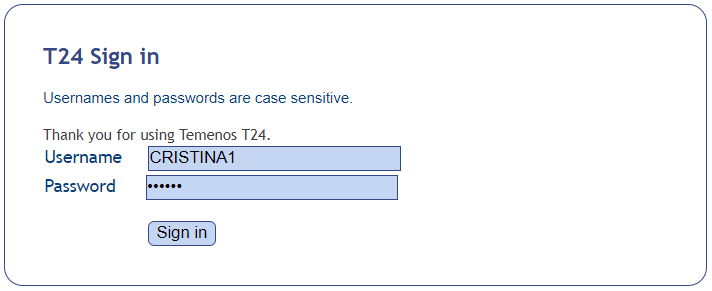 T24 Sign in
Usernames and passwords are case sensitive.
Thank you for using Temenos T24.
Username CRISTINA1
Password ••••••
Sign in